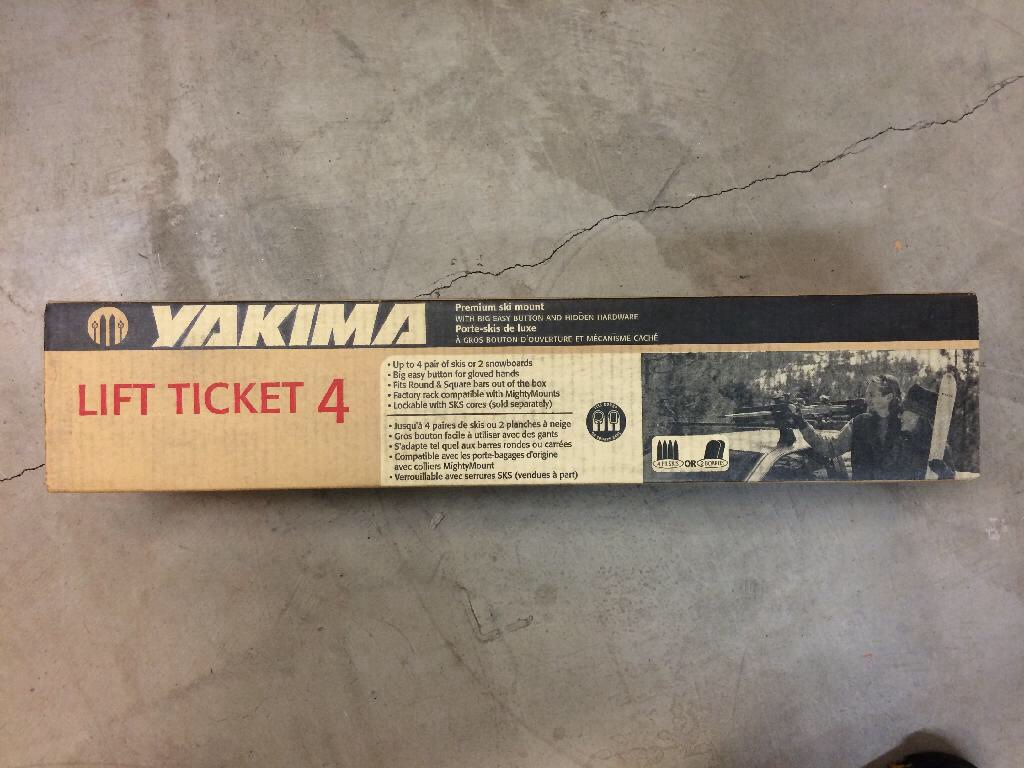 YAKIMA
Premium ski mount
WITH BIG EASY BUTTON AND HIDDEN HARDWARE
Porte-skis de luxe
À GROS BOUTON D'OUVERTURE ET MÉCANISME CACHÉ
LIFT TICKET 4
• Up to 4 pair of skis or 2 snowboards
• Big easy button for gloved hands
• Fits Round & Square bars out of the box
• Factory rack compatible with MightyMounts
• Lockable with SKS cores (sold separately)
• Jusqu'à 4 paires de skis ou 2 planches à neige
• Gros bouton facile à utiliser avec des gants
• S'adapte tel quel aux barres rondes ou carrées
• Compatible avec les porte-bagages d'origine
avec colliers MightyMount
• Verrouillable avec serrures SKS (vendues à part)
4 PR SKIS OR 2 BOARDS